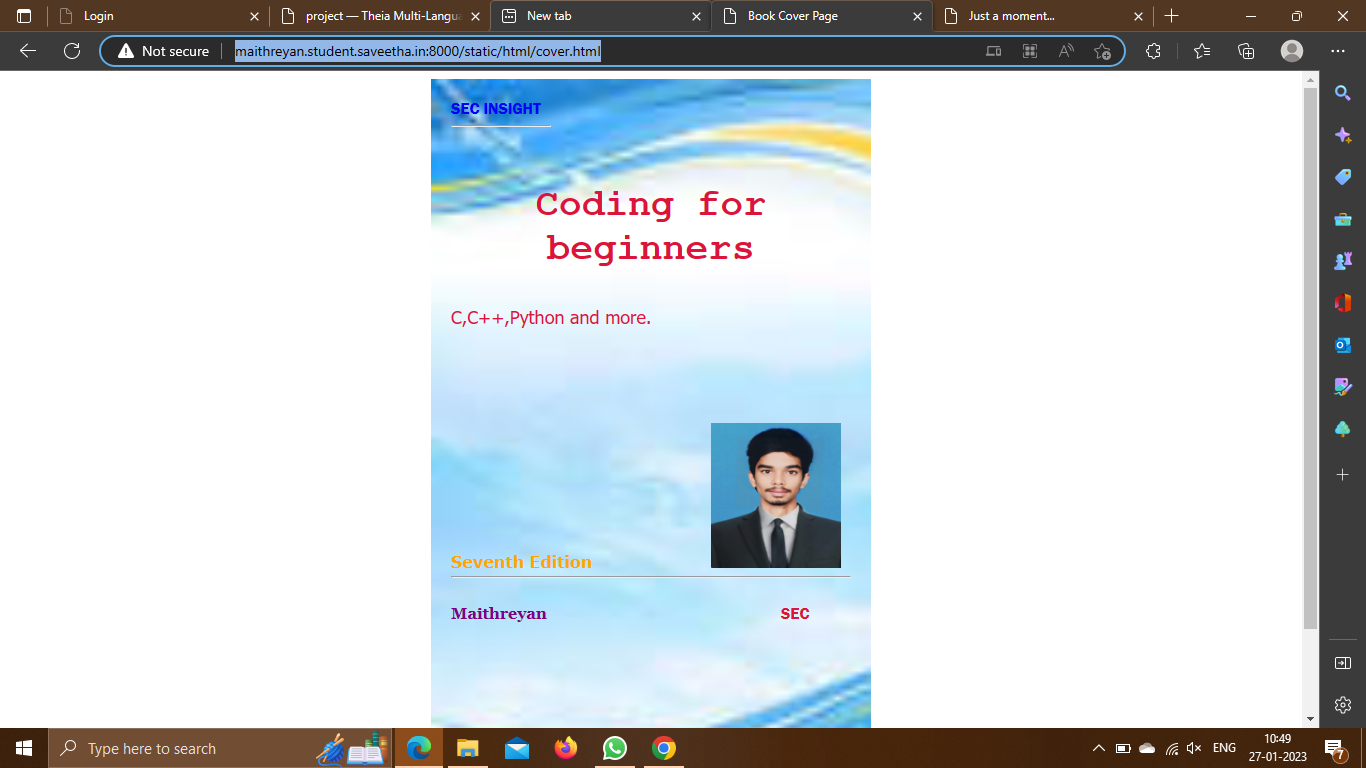 Login
project — Theia Multi-Langua
New tab
Book Cover Page
Just a moment...
Not secure
maithreyan.student.saveetha.in:8000/static/html/cover.html
SEC INSIGHT
Coding for
beginners
C,C++,Python and more.
Seventh Edition
Maithreyan
SEC
Type here to search
ENG
10:49
27-01-2023
7